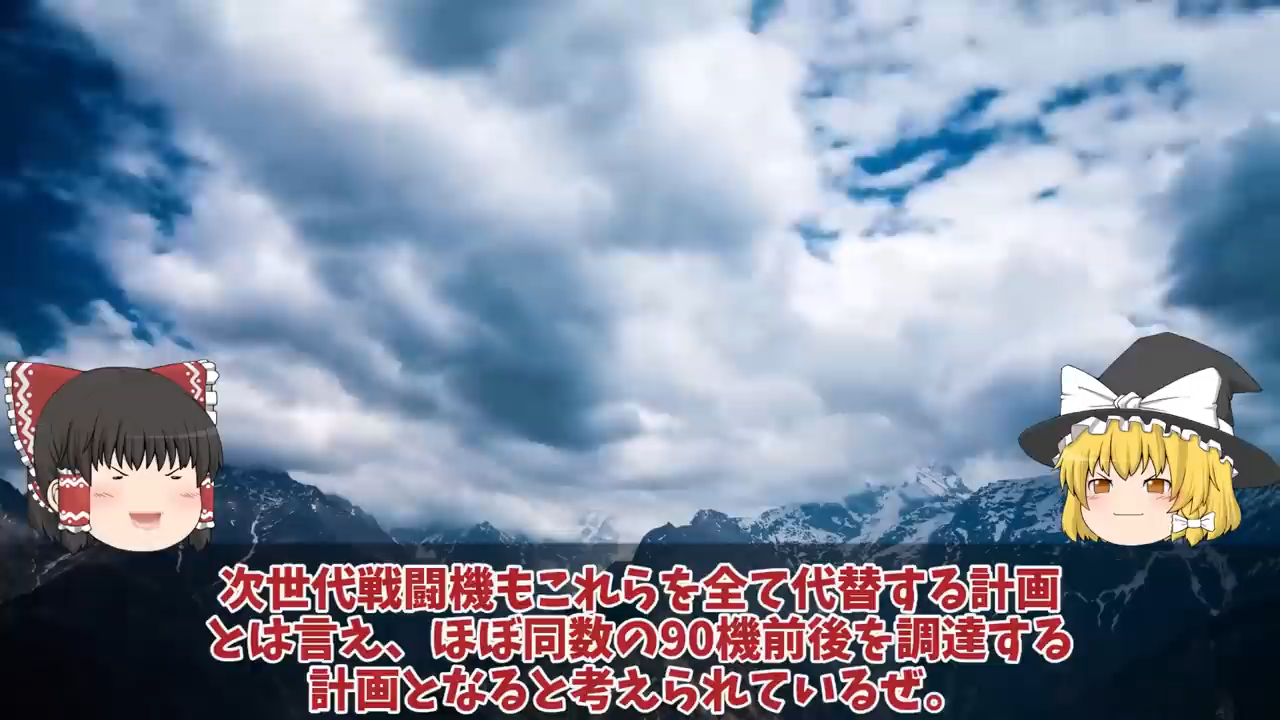 次世代戦闘機もこれらを全て代替する計画
とは言え、ほぼ同数の90機前後を調達する
計画となると考えられているぜ。